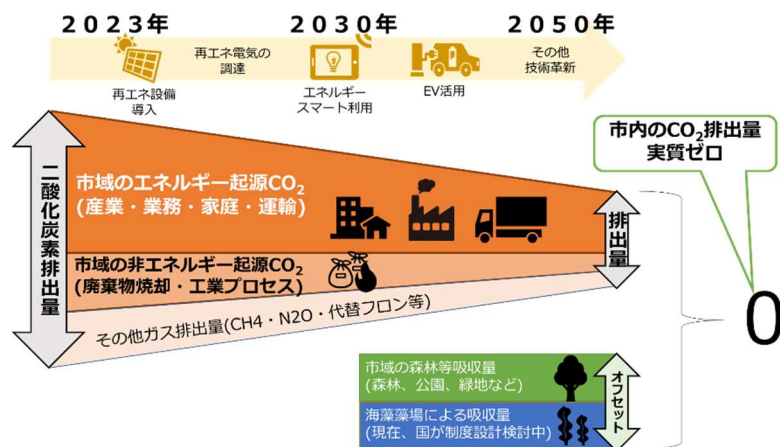 2023年
2030年
2050年
再エネ設備
導入
再エネ電気の
調達
エネルギー
スマート利用
EV活用
その他
技術革新
二酸化炭素排出量
市域のエネルギー起源CO₂
(産業・業務・家庭・運輸)
市域の非エネルギー起源CO₂
(廃棄物焼却・工業プロセス)
その他ガス排出量(CH4・N2O・代替フロン等)
排出量
市内のCO₂排出量
実質ゼロ
0
市域の森林等吸収量
(森林、公園、緑地など)
海藻藻場による吸収量
(現在、国が制度設計検討中)
オフセット